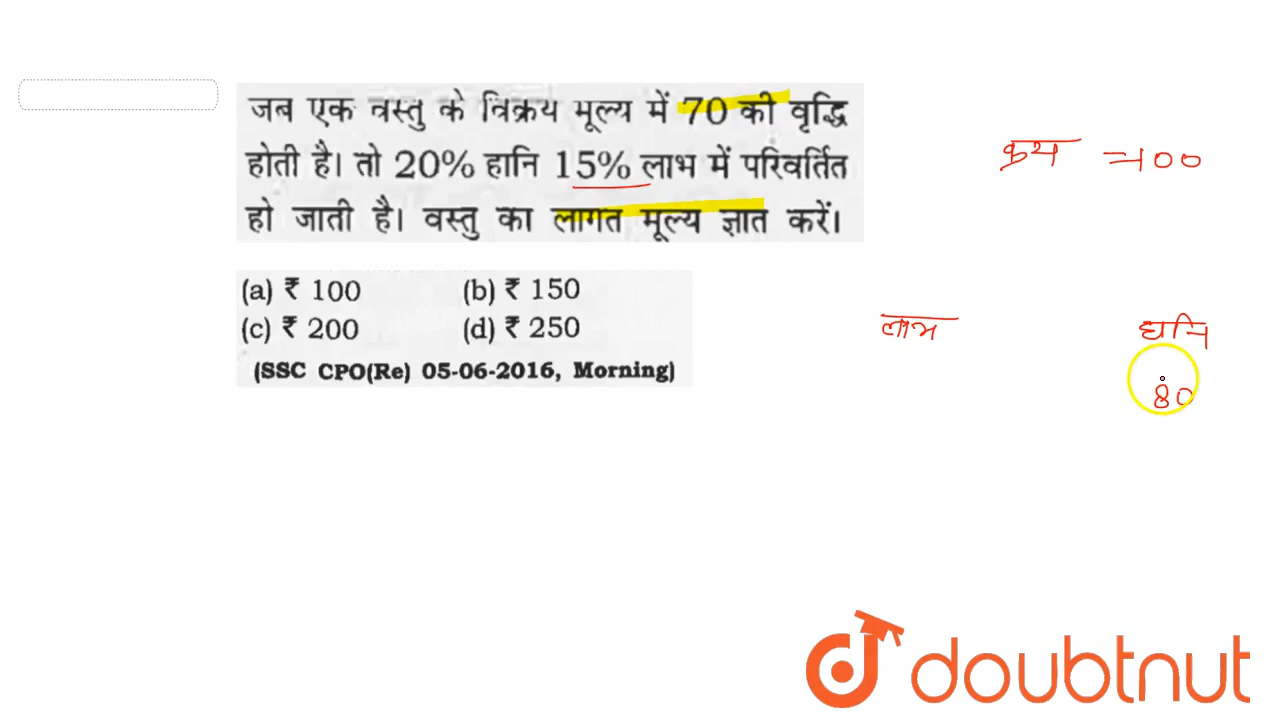 जब एक वस्तु के विक्रय मूल्य में 70 की वृद्धि
होती है। तो 20% हानि 15% लाभ में परिवर्तित
हो जाती है। वस्तु का लागत मूल्य ज्ञात करें।
(a) ₹ 100 (b) ₹ 150
(c) ₹ 200 (d) ₹ 250
(SSC CPO(Re) 05-06-2016, Morning)
क्रय = 100
लाभ हानि
80
doubtnut